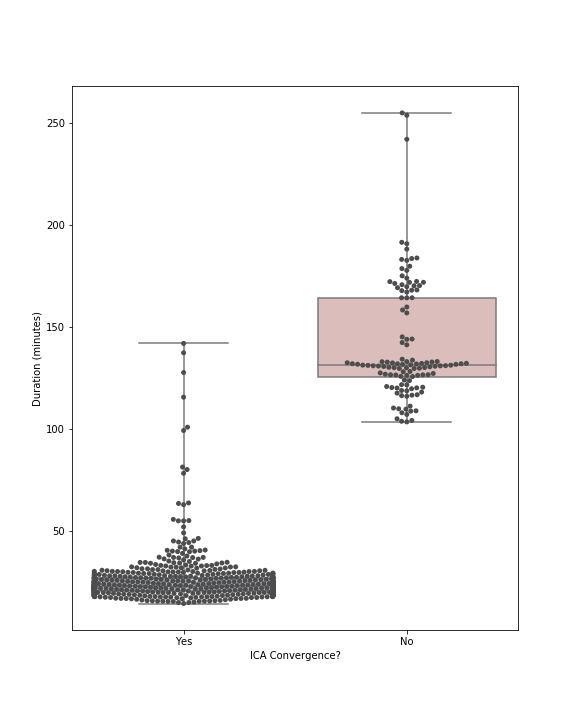 250
200
150
100
50
Duration (minutes)
Yes No
ICA Convergence?